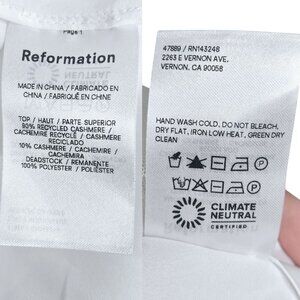 Page 1
Reformation
MADE IN CHINA / FABRICADO EN
CHINA / FABRIQUÉ EN CHINE
TOP / HAUT / PARTE SUPERIOR
90% RECYCLED CASHMERE /
CACHEMIRE RECYCLÉ / CASHMERE
RECICLADO
10% CASHMERE / CACHEMIRE /
CACHEMIRA
DEADSTOCK / REMANENTE
100% POLYESTER / POLIÉSTER
47889 / RN143248
2263 E VERNON AVE,
VERNON, CA 90058
HAND WASH COLD, DO NOT BLEACH,
DRY FLAT, IRON LOW HEAT, GREEN DRY
CLEAN
CLIMATE
NEUTRAL
CERTIFIED